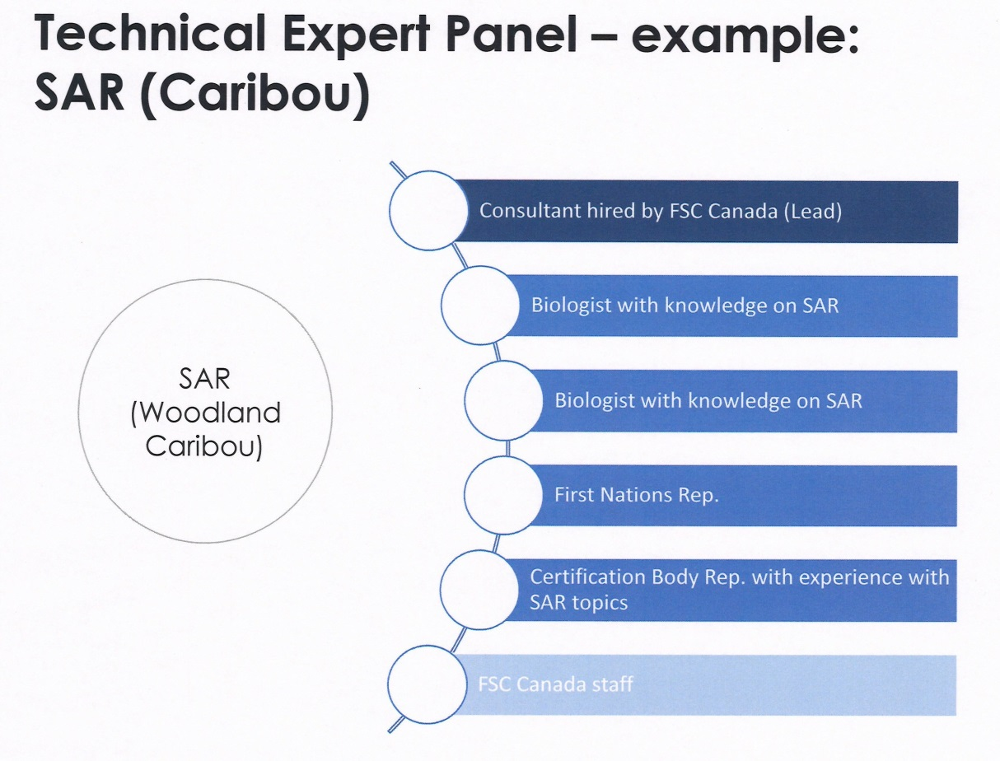 Technical Expert Panel – example:
SAR (Caribou)
SAR
(Woodland
Caribou)
Consultant hired by FSC Canada (Lead)
Biologist with knowledge on SAR
Biologist with knowledge on SAR
First Nations Rep.
Certification Body Rep. with experience with
SAR topics
FSC Canada staff